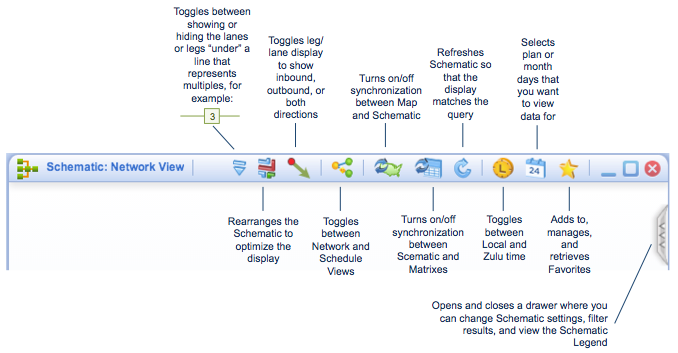 Toggles between
showing or
hiding the lanes
or legs “under” a
line that
represents
multiples, for
example:
3
Toggles leg/
lane display
to show
inbound,
outbound, or
both
directions
Turns on/off
synchronization
between Map
and Schematic
Refreshes
Schematic so
that the
display
matches the
query
Selects
plan or
month
days that
you want
to view
data for
Schematic: Network View
L
24
Rearranges the
Schematic to
optimize the
display
Toggles
between
Network and
Schedule
Views
Turns on/off
synchronization
between
Scematic and
Matrixes
Toggles
between
Local and
Zulu time
Adds to,
manages,
and
retrieves
Favorites
Opens and closes a drawer where you
can change Schematic settings, filter
results, and view the Schematic
Legend